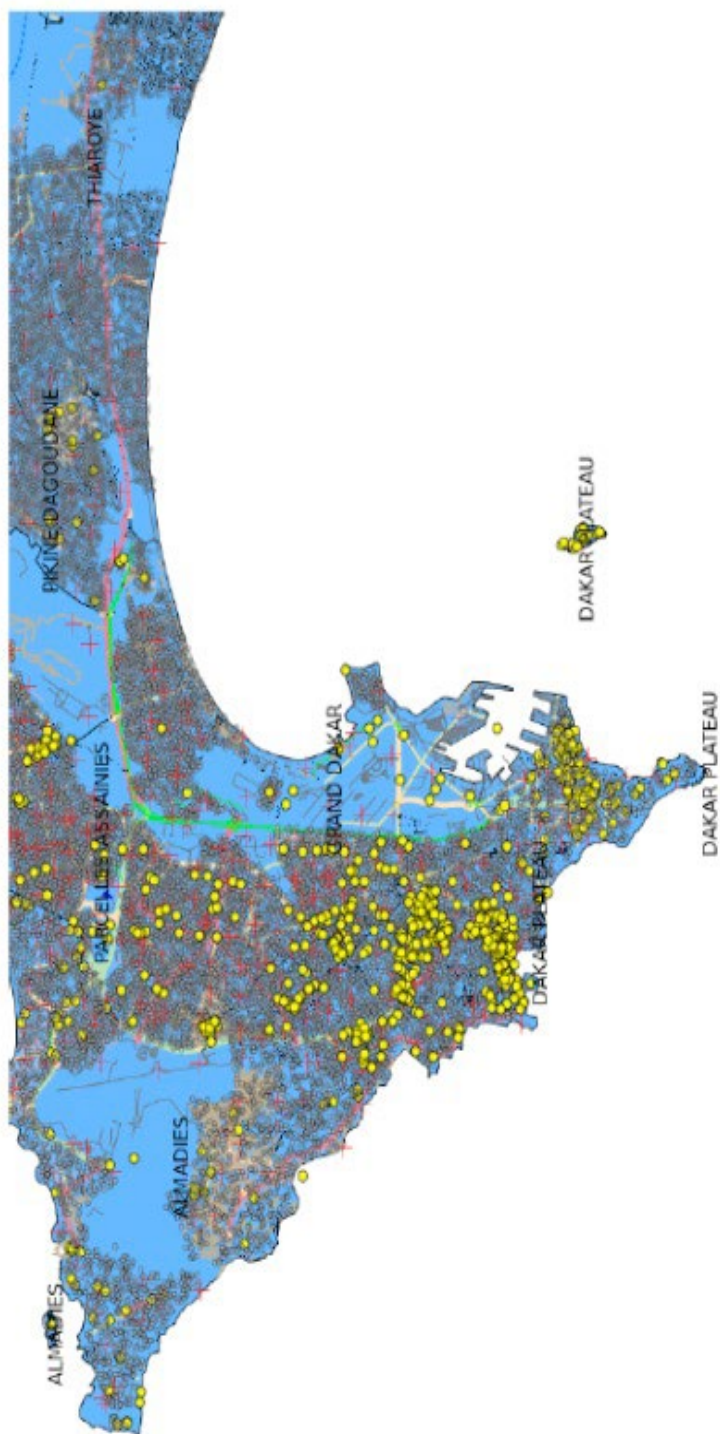 THIAROYE
PIKINE DAGOUDANE
DAKAR PLATEAU
GRAND DAKAR
DAKAR PLATEAU
PARCELLES ASSAINIES
DAKAR PLATEAU
ALMADIES
ALMADIES